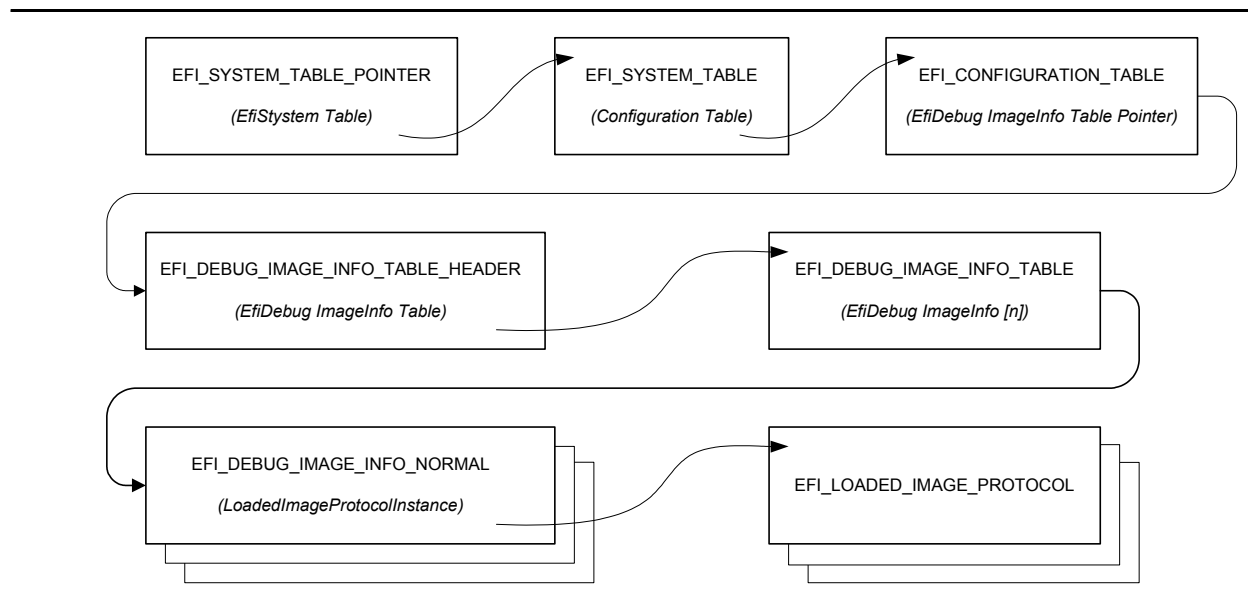 EFI_SYSTEM_TABLE_POINTER
(EfiStystem Table)
EFI_SYSTEM_TABLE
(Configuration Table)
EFI_CONFIGURATION_TABLE
(EfiDebug ImageInfo Table Pointer)
EFI_DEBUG_IMAGE_INFO_TABLE_HEADER
(EfiDebug ImageInfo Table)
EFI_DEBUG_IMAGE_INFO_TABLE
(EfiDebug ImageInfo [n])
EFI_DEBUG_IMAGE_INFO_NORMAL
(LoadedImageProtocolInstance)
EFI_LOADED_IMAGE_PROTOCOL